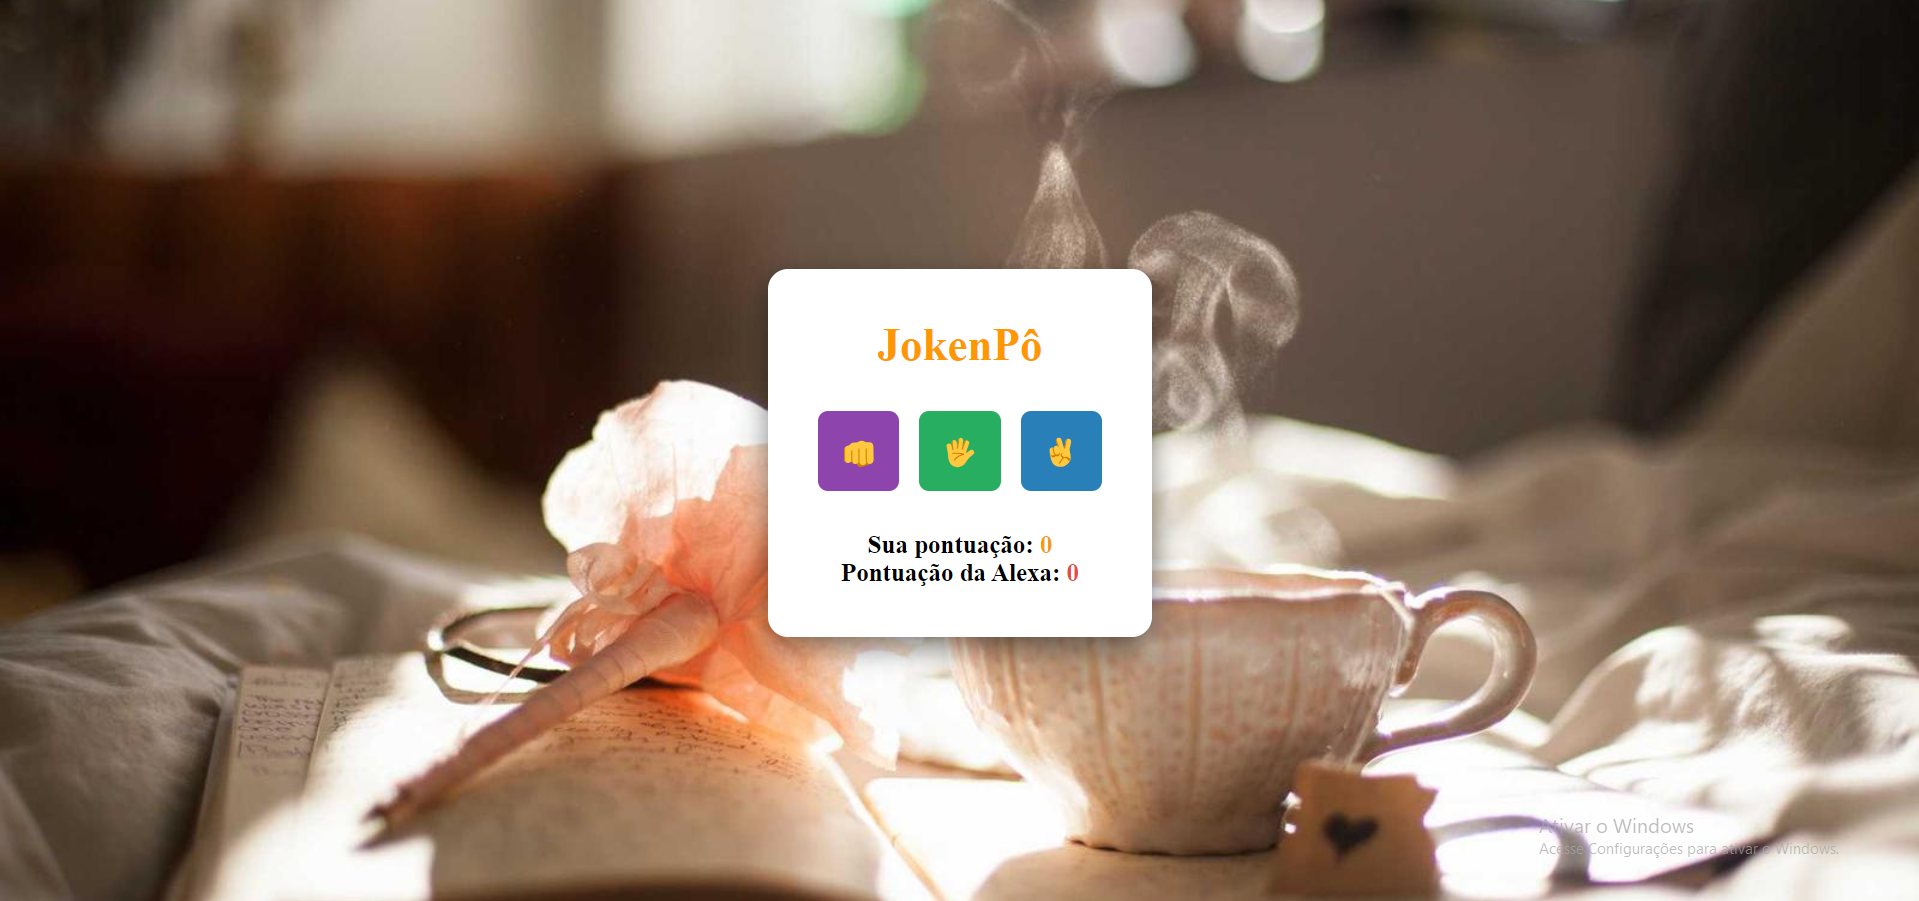 JokenPô
Sua pontuação: 0
Pontuação da Alexa: 0
Ativar o Windows
Acesse Configurações para ativar o Windows.